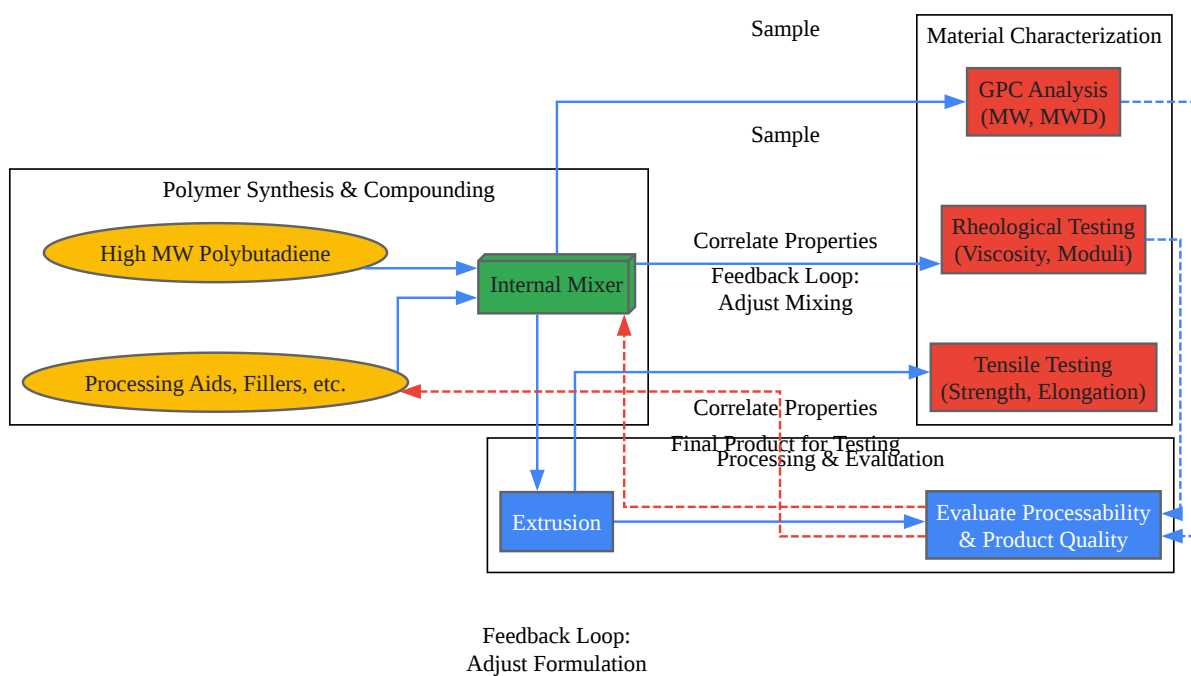 Sample
Material Characterization
GPC Analysis
(MW, MWD)
Sample
Polymer Synthesis & Compounding
High MW Polybutadiene
Internal Mixer
Correlate Properties
Rheological Testing
(Viscosity, Moduli)
Feedback Loop:
Adjust Mixing
Processing Aids, Fillers, etc.
Tensile Testing
(Strength, Elongation)
Correlate Properties
Final Product for Testing
Processing & Evaluation
Extrusion
Evaluate Processability
& Product Quality
Feedback Loop:
Adjust Formulation